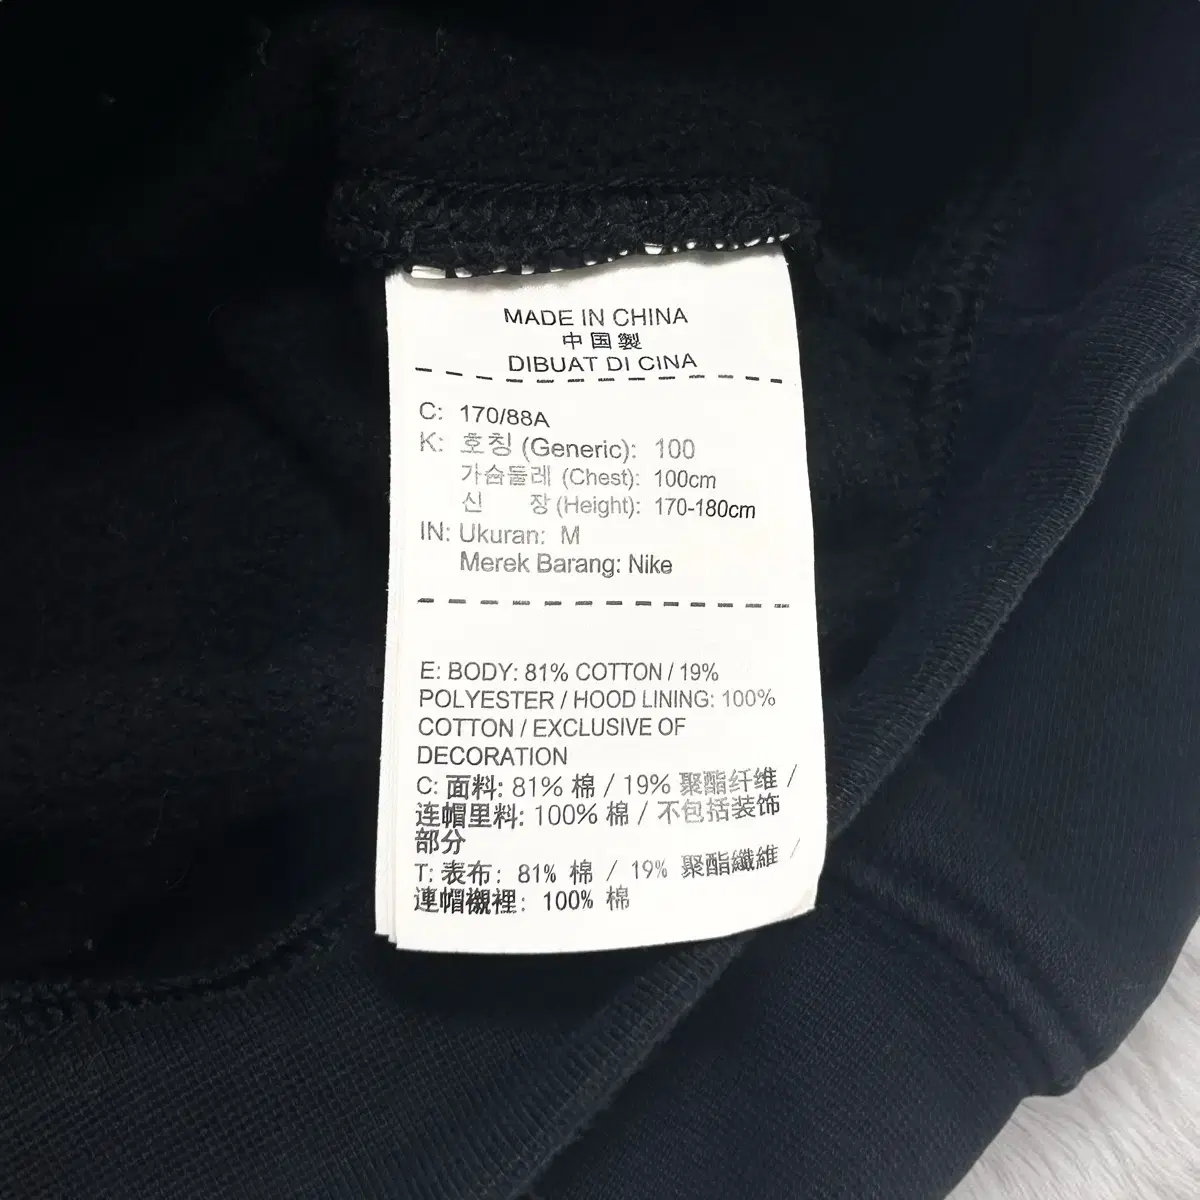 MADE IN CHINA
中国製
DIBUAT DI CINA
C: 170/88A
K: 호칭 (Generic): 100
가슴둘레 (Chest): 100cm
신 장 (Height): 170-180cm
IN: Ukuran: M
Merek Barang: Nike
E: BODY: 81% COTTON / 19%
POLYESTER / HOOD LINING: 100%
COTTON / EXCLUSIVE OF
DECORATION
C: 面料: 81% 棉 / 19% 聚酯纤维 /
连帽里料: 100% 棉 / 不包括装饰
部分
T: 表布: 81% 棉 / 19% 聚酯纖維 /
連帽襯裡: 100% 棉